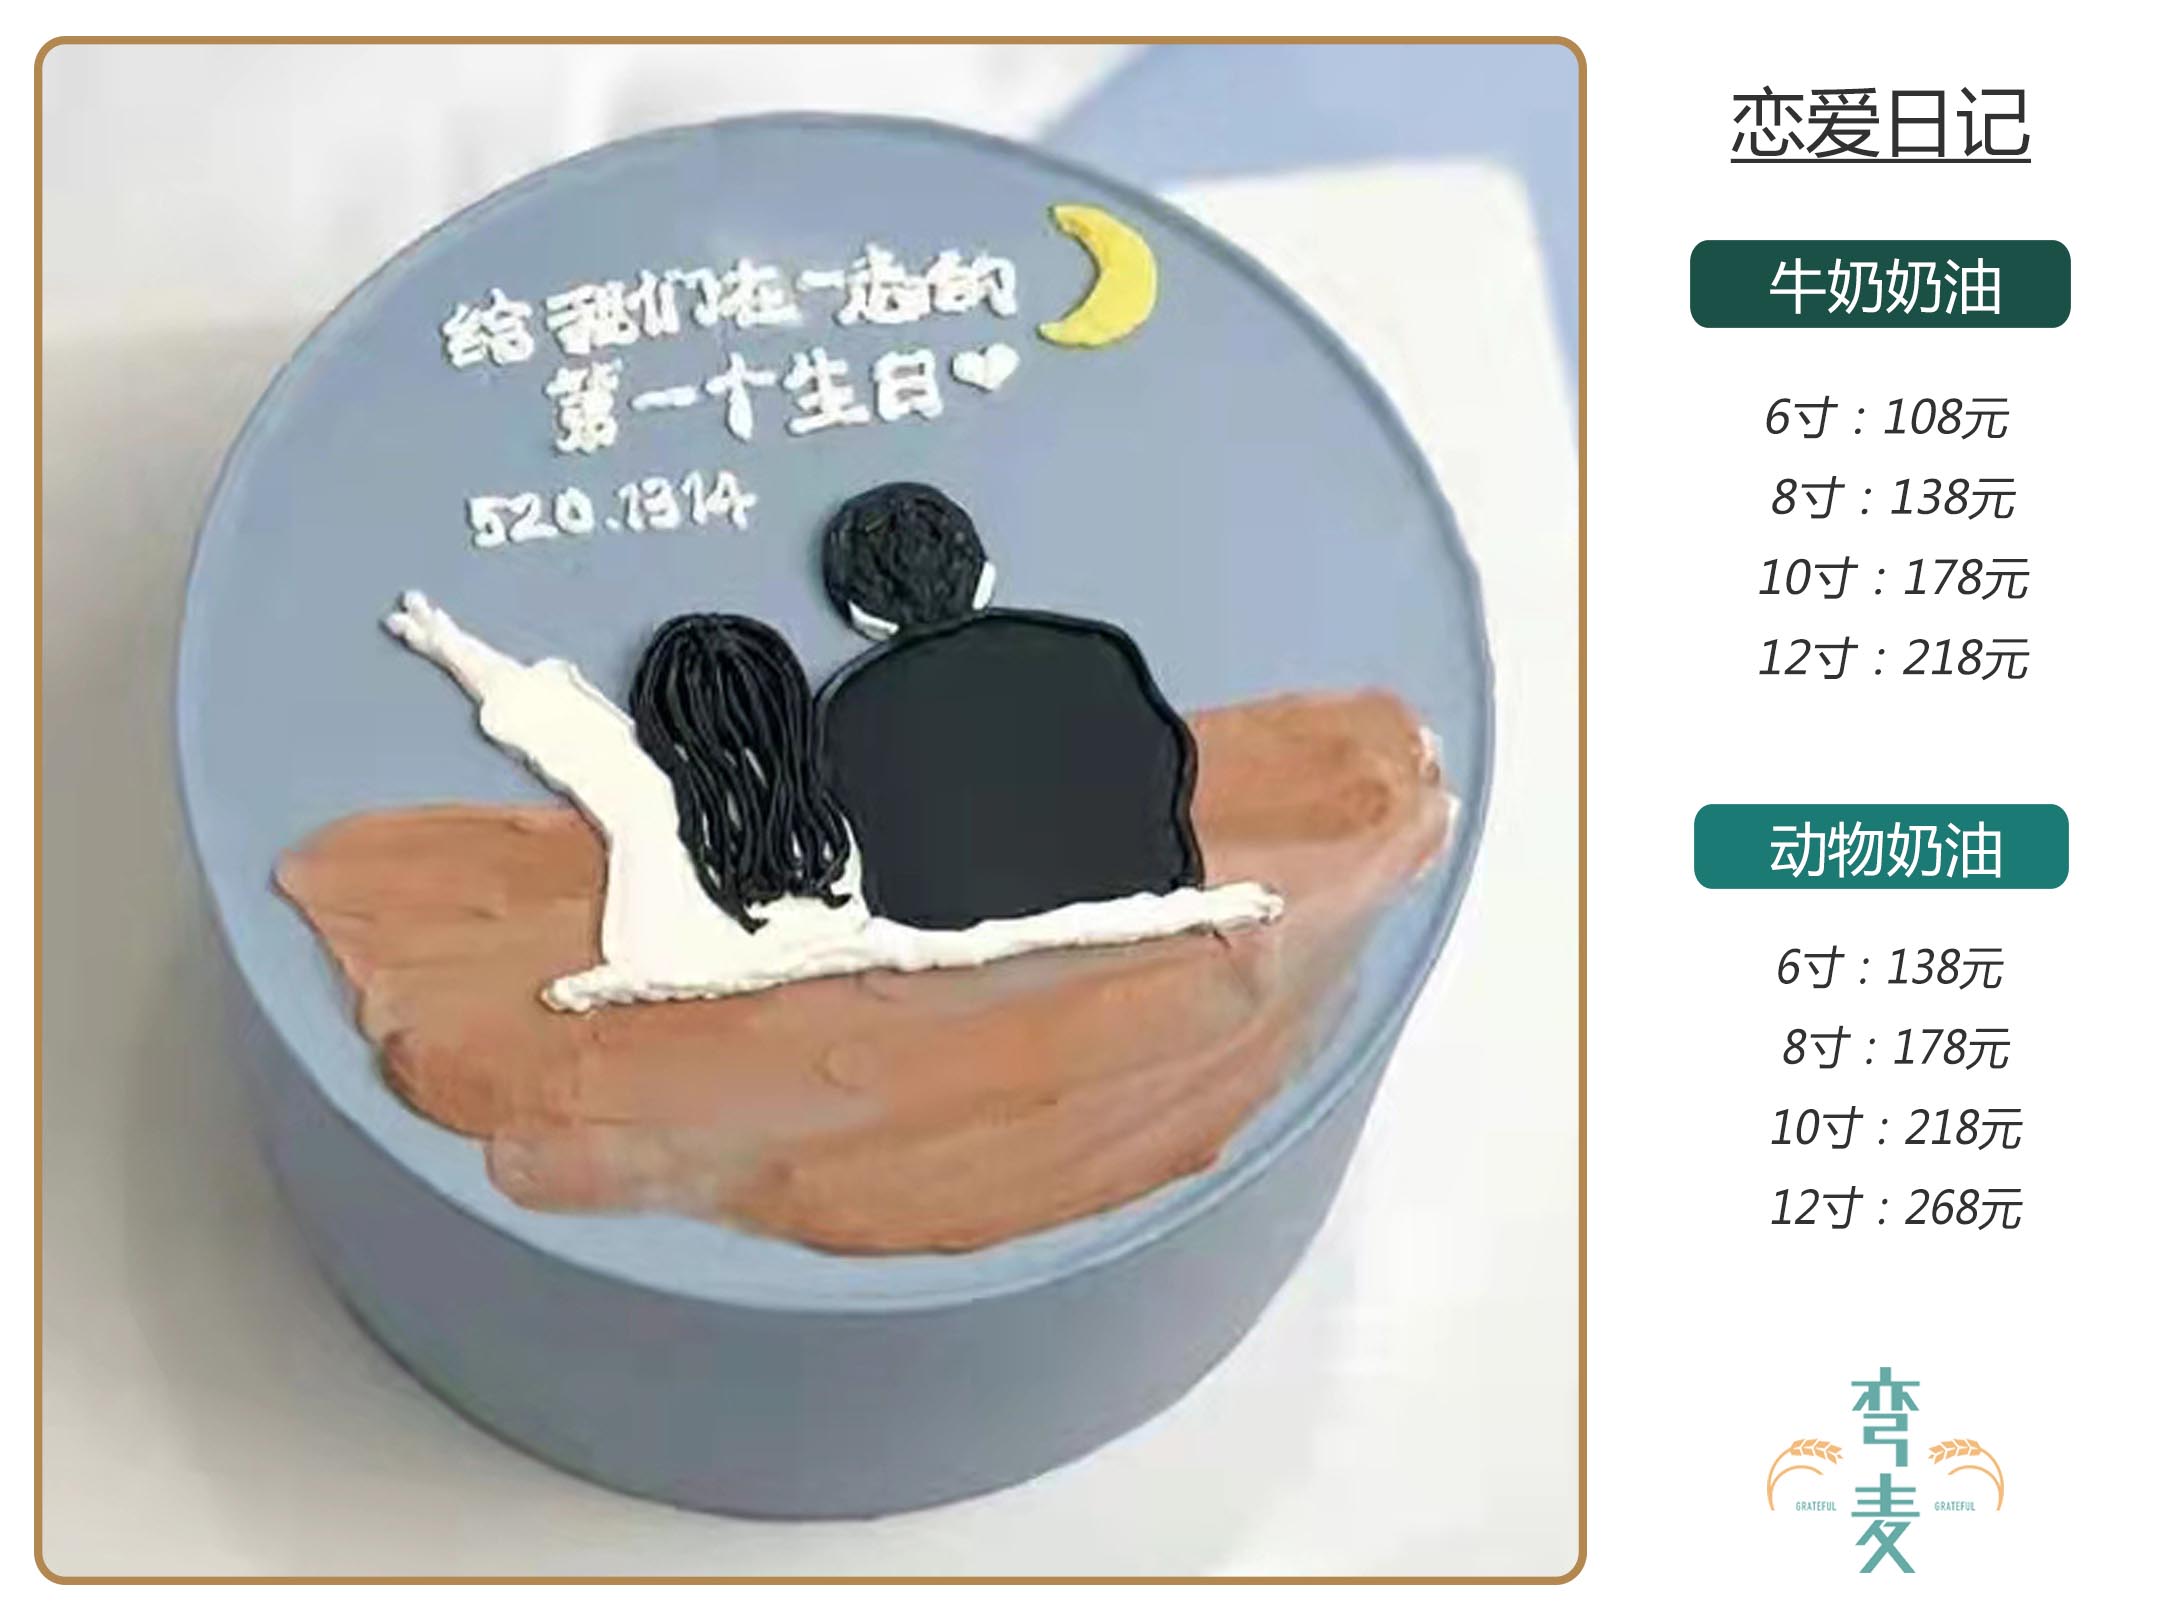 给我们在一起的
第一个生日
520.1314
恋爱日记
牛奶奶油
6寸：108元
8寸：138元
10寸：178元
12寸：218元
动物奶油
6寸：138元
8寸：178元
10寸：218元
12寸：268元
弯麦
GRATEFUL GRATEFUL